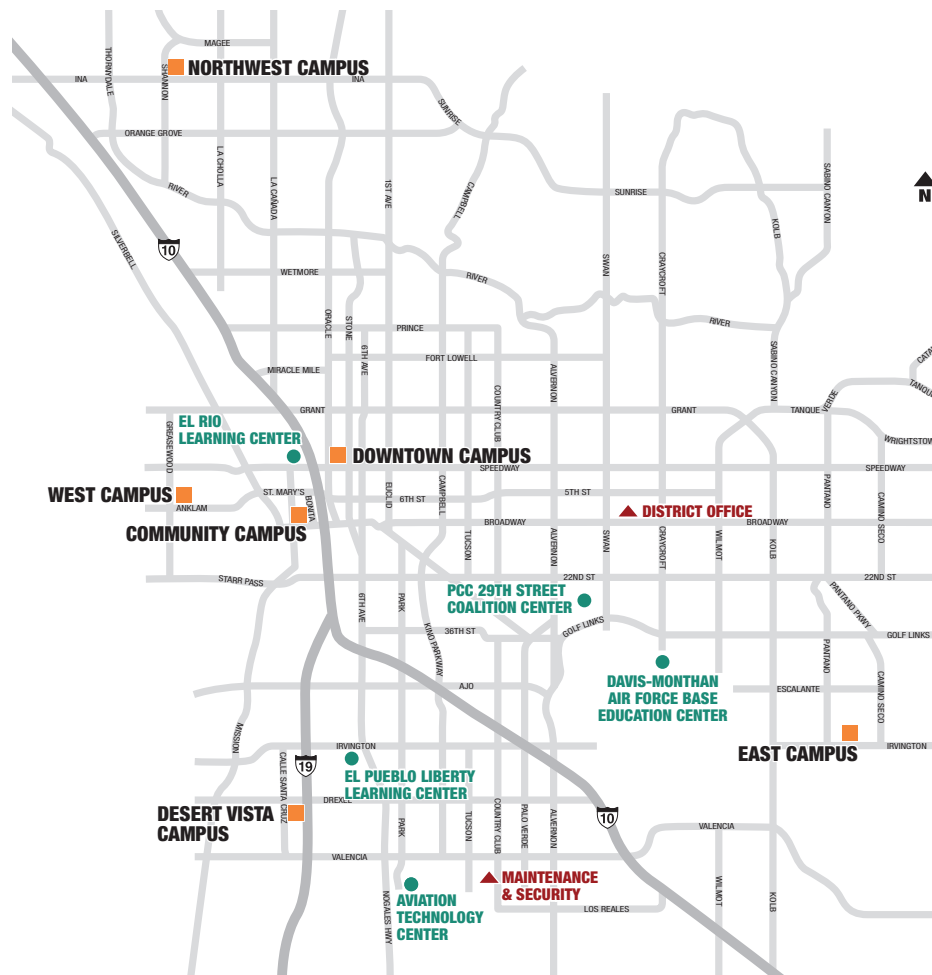 MAGEE
NORTHWEST CAMPUS
INA
INA
THORNYDALE
SHANNON
SUNRISE
ORANGE GROVE
LA CHOLLA
LA CAÑADA
1ST AVE
CAMPBELL
RIVER
SUNRISE
SABINO CANYON
N
SILVERBELL
10
KOLB
WETMORE
RIVER
SWAN
CRAYCROFT
ORACLE
STONE
PRINCE
RIVER
6TH AVE
FORT LOWELL
MIRACLE MILE
ALVERNON
SABINO CANYON
COUNTRY CLUB
CATA
TANQU
VERDE
GRANT
GRANT
TANQUE
EL RIO
LEARNING CENTER
GREASEWOOD
WRIGHTSTOW
DOWNTOWN CAMPUS
SPEEDWAY
SPEEDWAY
WEST CAMPUS
ST. MARY'S
ANKLAM
BONITA
EUCLID
6TH ST
CAMPBELL
5TH ST
PANTANO
CAMINO SECO
COMMUNITY CAMPUS
BROADWAY
DISTRICT OFFICE
BROADWAY
TUCSON
ALVERNON
SWAN
CRAYCROFT
WILMOT
KOLB
STARR PASS
22ND ST
22ND ST
PCC 29TH STREET
COALITION CENTER
6TH AVE
PARK
KINO PARKWAY
36TH ST
GOLF LINKS
PANTANO PKWY
GOLF LINKS
DAVIS-MONTHAN
AIR FORCE BASE
EDUCATION CENTER
PANTANO
CAMINO SECO
AJO
ESCALANTE
MISSION
IRVINGTON
EAST CAMPUS
IRVINGTON
19
CALLE SANTA
CRUZ
EL PUEBLO LIBERTY
LEARNING CENTER
DREXEL
DESERT VISTA
CAMPUS
PARK
TUCSON
COUNTRY CLUB
PALO VERDE
ALVERNON
10
VALENCIA
VALENCIA
MAINTENANCE
& SECURITY
AVIATION
TECHNOLOGY
CENTER
NOGALES HWY
LOS REALES
WILMOT
KOLB